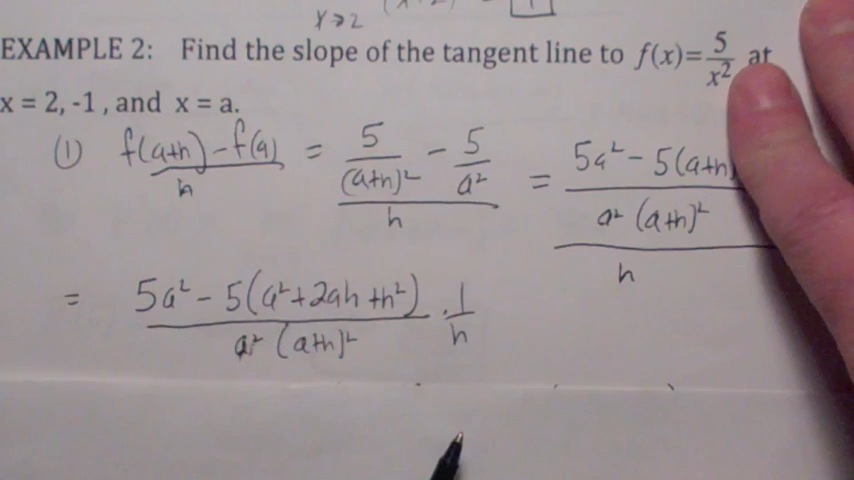 x→2
EXAMPLE 2: Find the slope of the tangent line to f(x)=5/x² at
x = 2, -1 , and x = a.
(1) (f(a+h) - f(a))/h = (5/(a+h)² - 5/a²)/h = ((5a² - 5(a+h)/(a² (a+h)²))/h
= (5a² - 5(a²+2ah+h²))/(a² (a+h)²) · 1/h